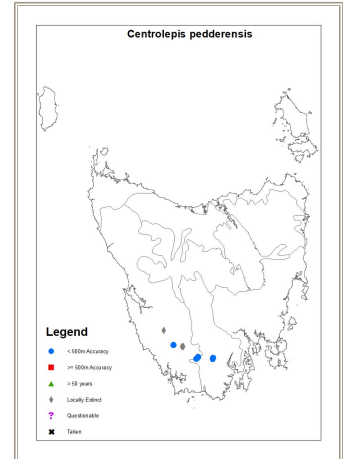 Centrolepis pedderensis
Legend
< 500m Accuracy
>= 500m Accuracy
> 50 years
Locally Extinct
? Questionable
Taken